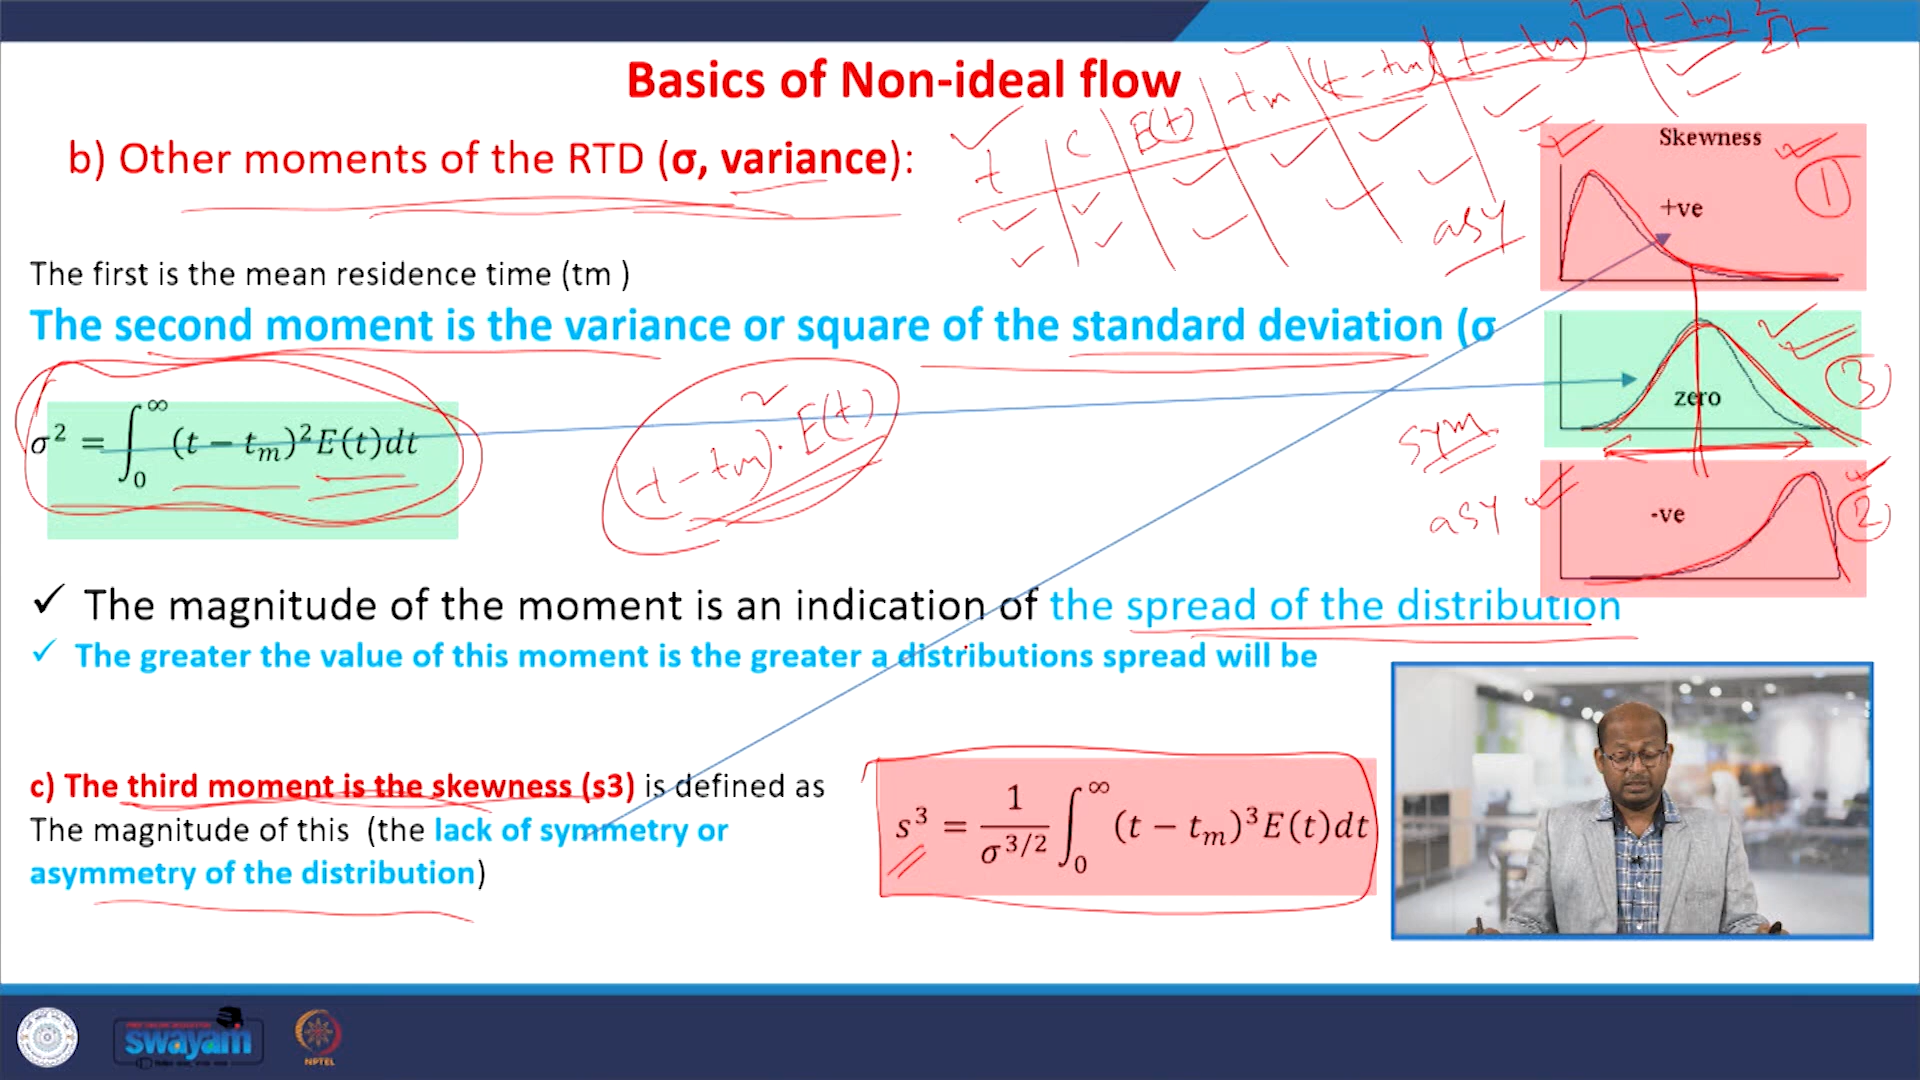 Basics of Non-ideal flow
b) Other moments of the RTD (σ, variance):
t | C | E(t) | tm | (t-tm) | (t-tm)²
asy
Skewness
+ve
1
The first is the mean residence time (tm )
The second moment is the variance or square of the standard deviation (σ
σ² = ∫₀^∞ (t − tₘ)²E(t)dt
(t-tm)². E(t)
sym
zero
3
asy
-ve
2
✓ The magnitude of the moment is an indication of the spread of the distribution
✓ The greater the value of this moment is the greater a distributions spread will be
c) The third moment is the skewness (s3) is defined as
The magnitude of this (the lack of symmetry or
asymmetry of the distribution)
s³ = 1/σ^3/2 ∫₀^∞ (t − tₘ)³E(t)dt
swayam
NPTEL